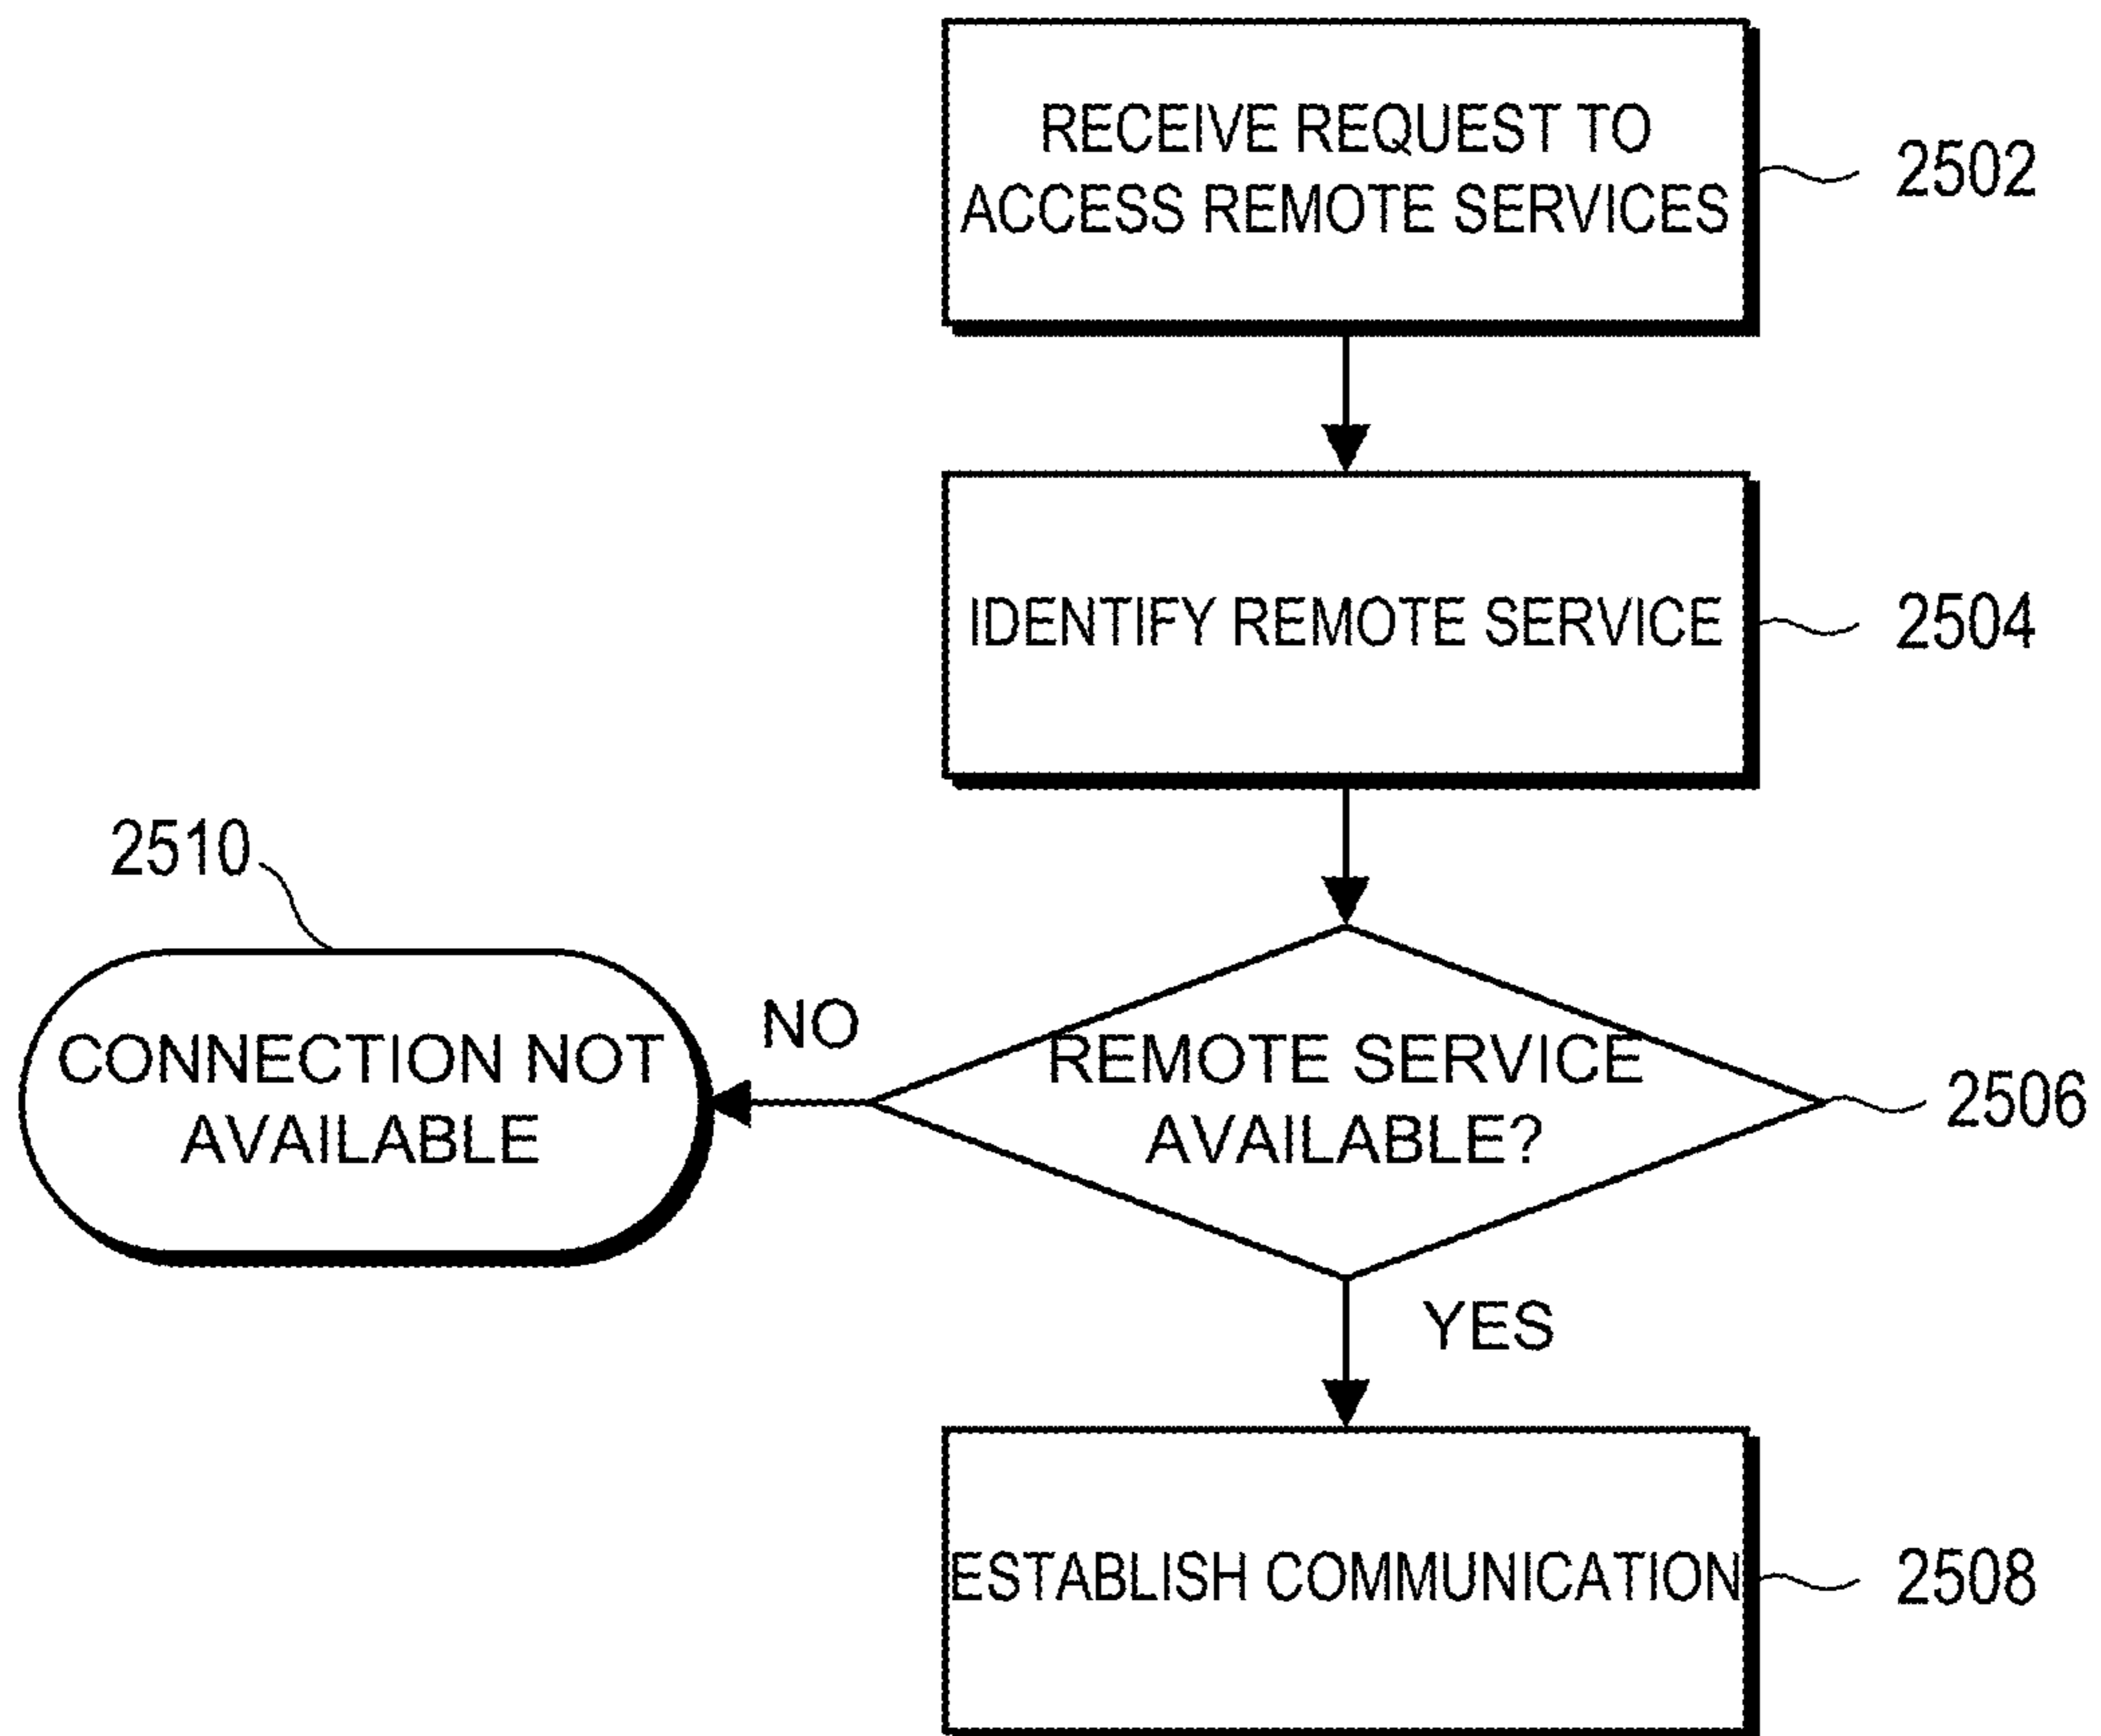 RECEIVE REQUEST TO
ACCESS REMOTE SERVICES
2502
IDENTIFY REMOTE SERVICE
2504
2510
CONNECTION NOT
AVAILABLE
NO
REMOTE SERVICE
AVAILABLE?
2506
YES
ESTABLISH COMMUNICATION
2508